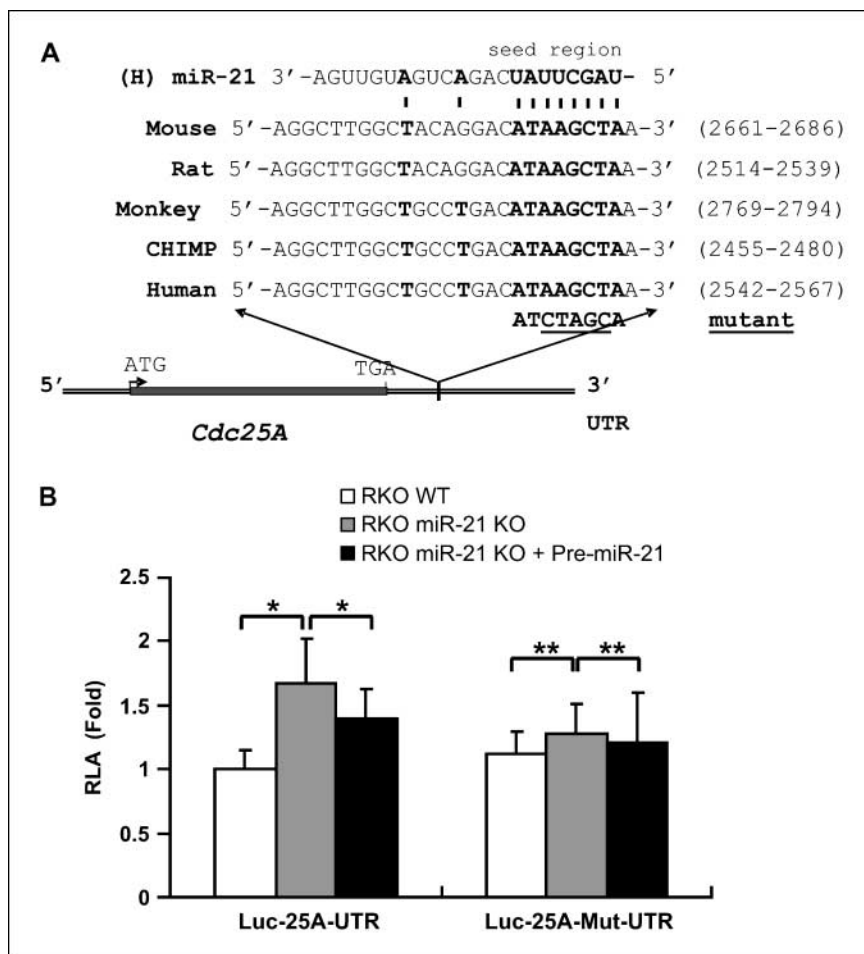 A
seed region
(H) miR-21 3'-AGUUGUAGUCAGACUAUUCGAU- 5'
Mouse 5'-AGGCTTGGCTACAGGACATAAGCTAA-3' (2661-2686)
Rat 5'-AGGCTTGGCTACAGGACATAAGCTAA-3' (2514-2539)
Monkey 5'-AGGCTTGGCTGCCTGACATAAGCTAA-3' (2769-2794)
CHIMP 5'-AGGCTTGGCTGCCTGACATAAGCTAA-3' (2455-2480)
Human 5'-AGGCTTGGCTGCCTGACATAAGCTAA-3' (2542-2567)
ATCTAGCA mutant
ATG TGA
5' 3'
Cdc25A UTR
B
RKO WT
RKO miR-21 KO
RKO miR-21 KO + Pre-miR-21
RLA (Fold)
2.5
2
1.5
1
0.5
0
* *
** **
Luc-25A-UTR Luc-25A-Mut-UTR